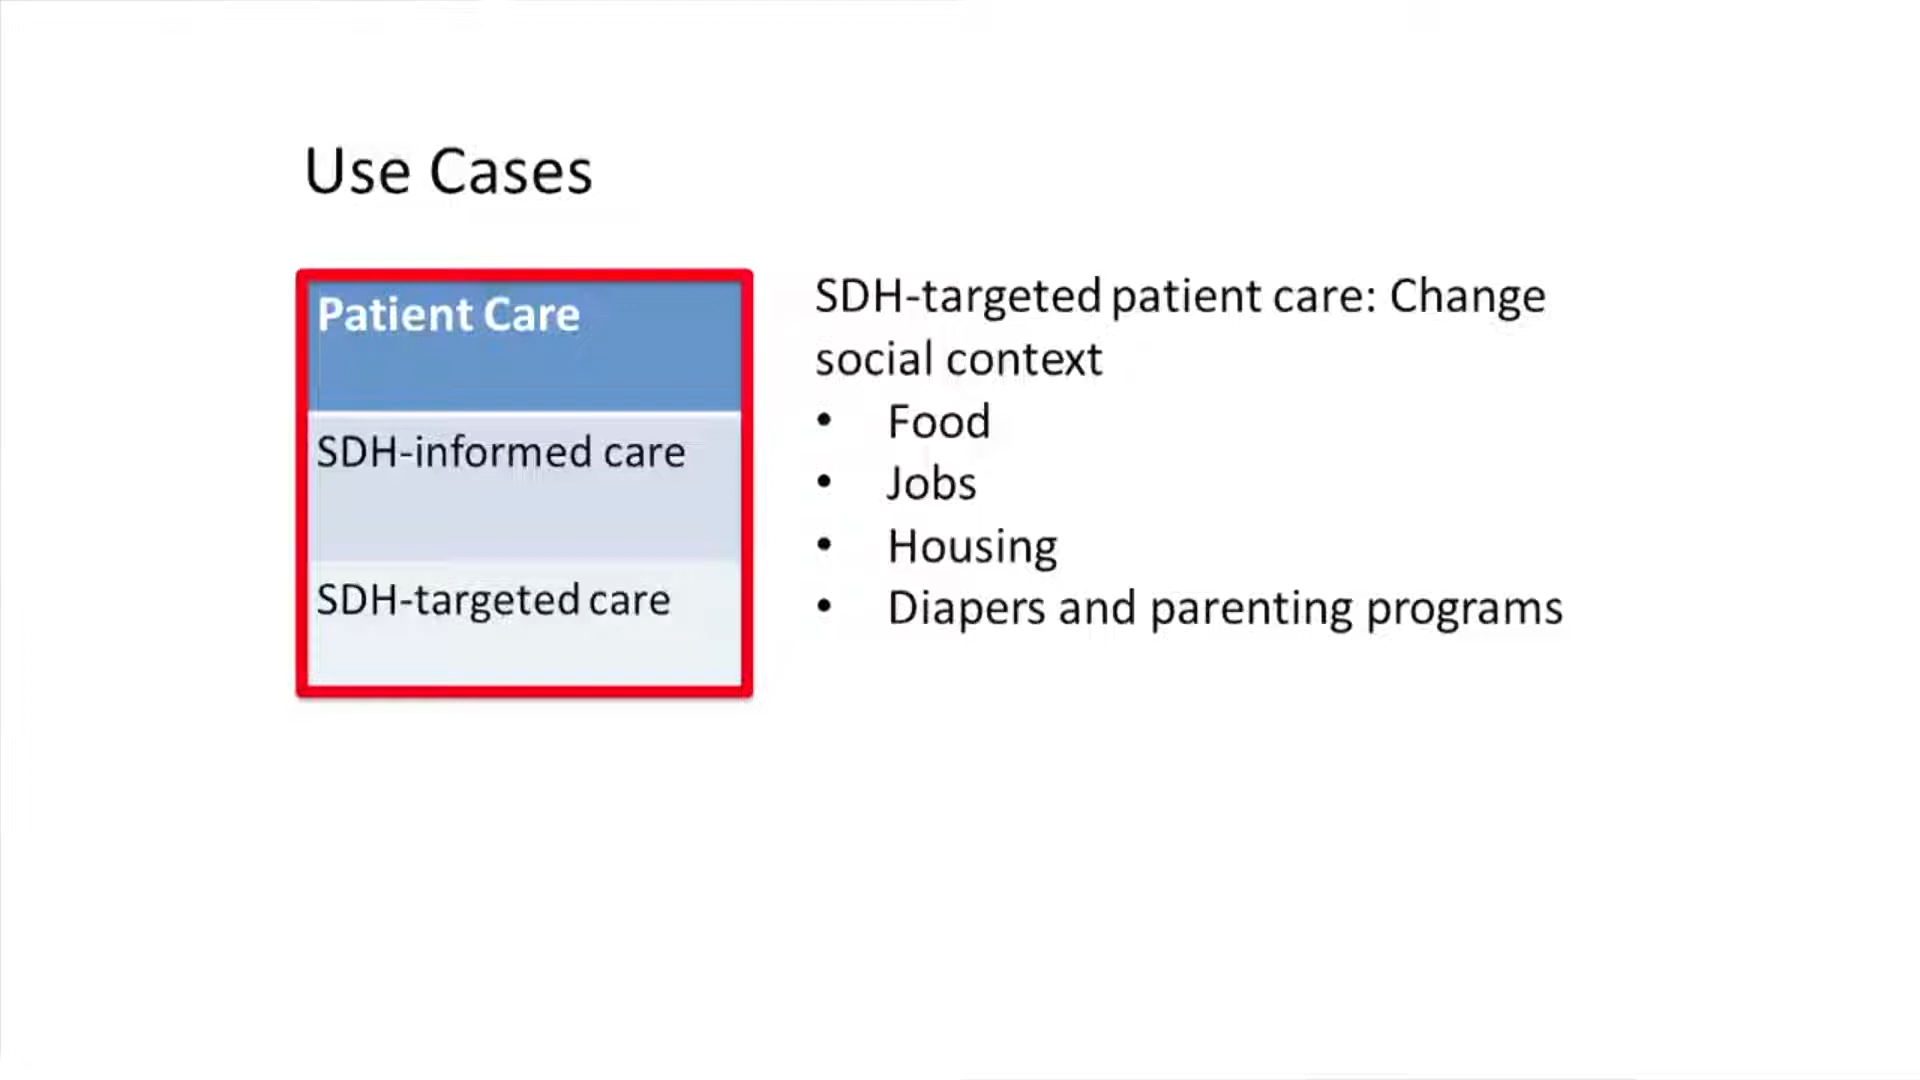 Use Cases
Patient Care
SDH-informed care
SDH-targeted care
SDH-targeted patient care: Change
social context
• Food
• Jobs
• Housing
• Diapers and parenting programs